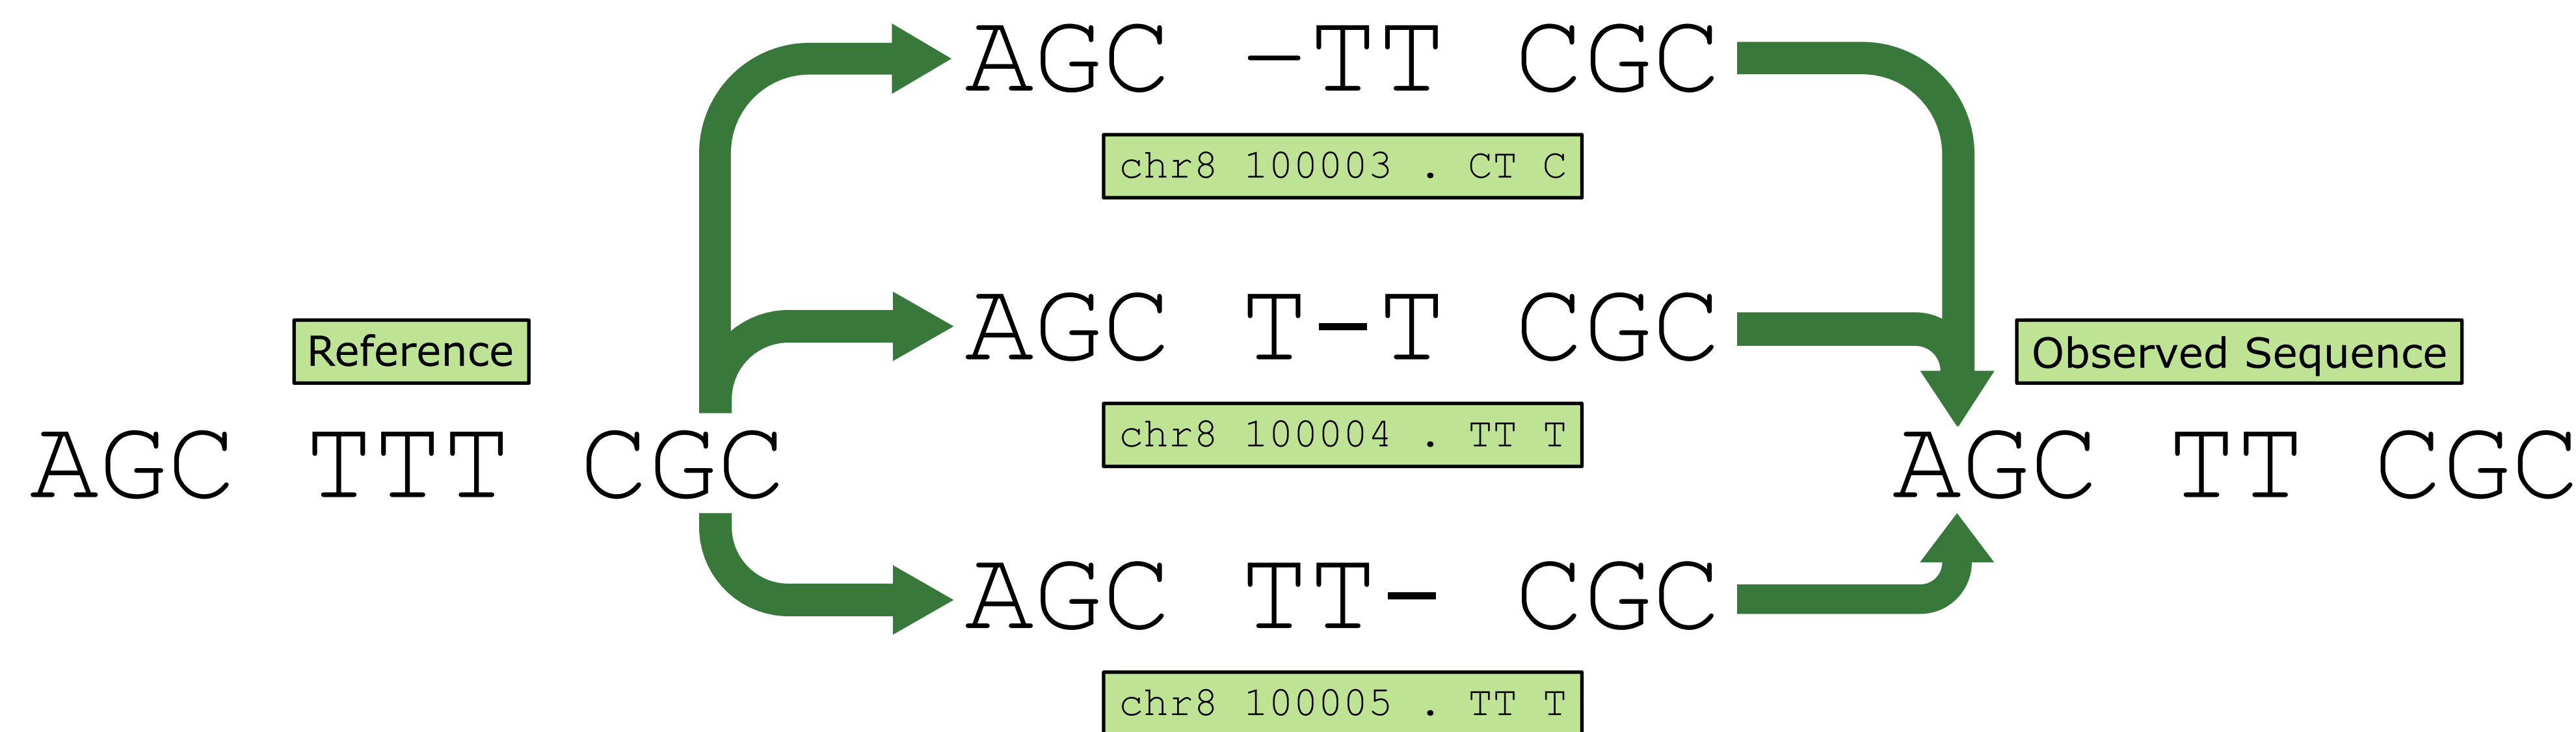 Reference
AGC TTT CGC
AGC -TT CGC
chr8 100003 . CT C
AGC T-T CGC
chr8 100004 . TT T
AGC TT- CGC
chr8 100005 . TT T
Observed Sequence
AGC TT CGC